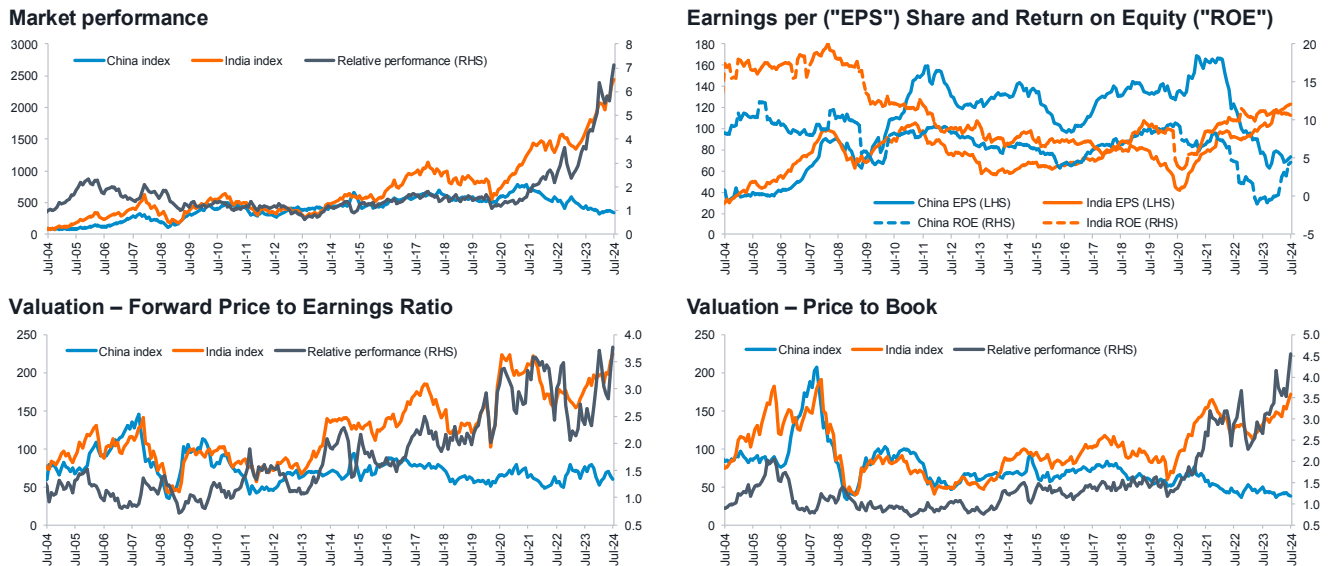 Market performance
3000
2500
2000
1500
1000
500
0
8
7
6
5
4
3
2
1
0
China index
India index
Relative performance (RHS)
Jul-04
Jul-05
Jul-06
Jul-07
Jul-08
Jul-09
Jul-10
Jul-11
Jul-12
Jul-13
Jul-14
Jul-15
Jul-16
Jul-17
Jul-18
Jul-19
Jul-20
Jul-21
Jul-22
Jul-23
Jul-24
Earnings per ("EPS") Share and Return on Equity ("ROE")
180
160
140
120
100
80
60
40
20
0
20
15
10
5
0
-5
China EPS (LHS)
India EPS (LHS)
China ROE (RHS)
India ROE (RHS)
Jul-04
Jul-05
Jul-06
Jul-07
Jul-08
Jul-09
Jul-10
Jul-11
Jul-12
Jul-13
Jul-14
Jul-15
Jul-16
Jul-17
Jul-18
Jul-19
Jul-20
Jul-21
Jul-22
Jul-23
Jul-24
Valuation – Forward Price to Earnings Ratio
250
200
150
100
50
0
4.0
3.5
3.0
2.5
2.0
1.5
1.0
0.5
China index
India index
Relative performance (RHS)
Jul-04
Jul-05
Jul-06
Jul-07
Jul-08
Jul-09
Jul-10
Jul-11
Jul-12
Jul-13
Jul-14
Jul-15
Jul-16
Jul-17
Jul-18
Jul-19
Jul-20
Jul-21
Jul-22
Jul-23
Jul-24
Valuation – Price to Book
250
200
150
100
50
0
5.0
4.5
4.0
3.5
3.0
2.5
2.0
1.5
1.0
0.5
China index
India index
Relative performance (RHS)
Jul-04
Jul-05
Jul-06
Jul-07
Jul-08
Jul-09
Jul-10
Jul-11
Jul-12
Jul-13
Jul-14
Jul-15
Jul-16
Jul-17
Jul-18
Jul-19
Jul-20
Jul-21
Jul-22
Jul-23
Jul-24